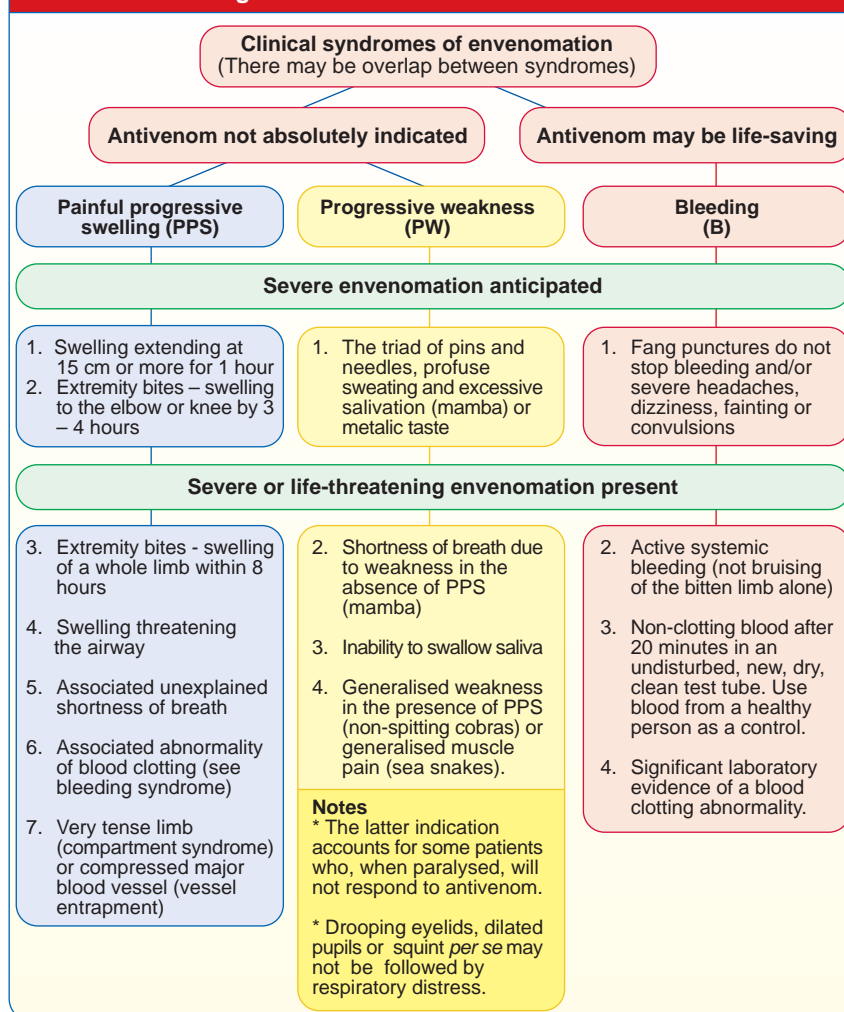 Clinical syndromes of envenomation
(There may be overlap between syndromes)
Antivenom not absolutely indicated
Antivenom may be life-saving
Painful progressive
swelling (PPS)
Progressive weakness
(PW)
Bleeding
(B)
Severe envenomation anticipated
1. Swelling extending at
15 cm or more for 1 hour
2. Extremity bites – swelling
to the elbow or knee by 3
– 4 hours
1. The triad of pins and
needles, profuse
sweating and excessive
salivation (mamba) or
metalic taste
1. Fang punctures do not
stop bleeding and/or
severe headaches,
dizziness, fainting or
convulsions
Severe or life-threatening envenomation present
3. Extremity bites - swelling
of a whole limb within 8
hours
4. Swelling threatening
the airway
5. Associated unexplained
shortness of breath
6. Associated abnormality
of blood clotting (see
bleeding syndrome)
7. Very tense limb
(compartment syndrome)
or compressed major
blood vessel (vessel
entrapment)
2. Shortness of breath due
to weakness in the
absence of PPS
(mamba)
3. Inability to swallow saliva
4. Generalised weakness
in the presence of PPS
(non-spitting cobras) or
generalised muscle
pain (sea snakes).
Notes
* The latter indication
accounts for some patients
who, when paralysed, will
not respond to antivenom.
* Drooping eyelids, dilated
pupils or squint per se may
not be followed by
respiratory distress.
2. Active systemic
bleeding (not bruising
of the bitten limb alone)
3. Non-clotting blood after
20 minutes in an
undisturbed, new, dry,
clean test tube. Use
blood from a healthy
person as a control.
4. Significant laboratory
evidence of a blood
clotting abnormality.